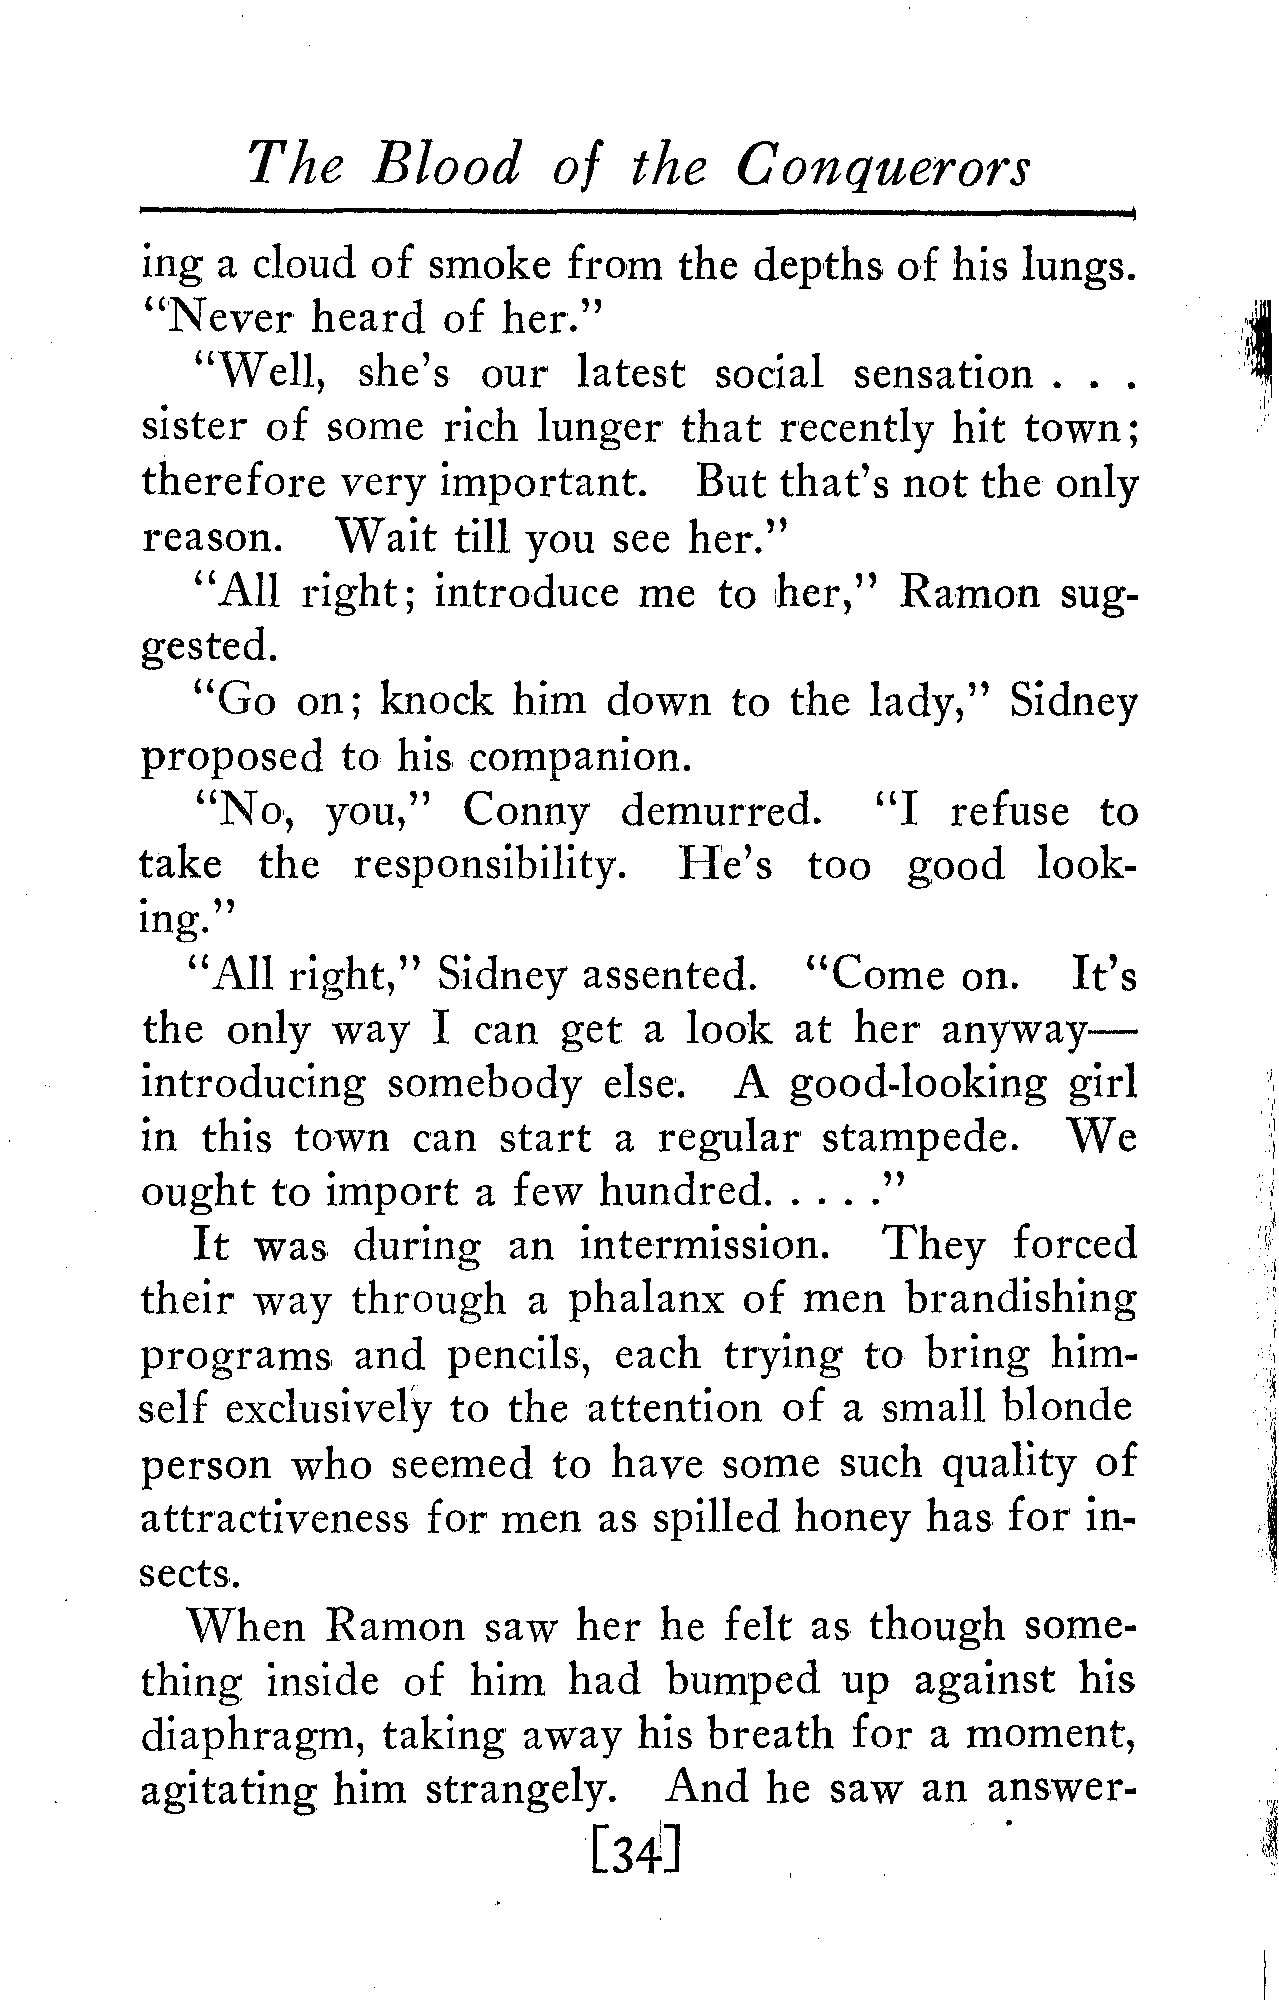 The Blood of the Conquerors
ing a cloud of smoke from the depths of his lungs.
“Never heard of her.”
“Well, she’s our latest social sensation . . .
sister of some rich lunger that recently hit town;
therefore very important. But that’s not the only
reason. Wait till you see her.”
“All right; introduce me to her,” Ramon sug-
gested.
“Go on; knock him down to the lady,” Sidney
proposed to his companion.
“No, you,” Conny demurred. “I refuse to
take the responsibility. He’s too good look-
ing.”
“All right,” Sidney assented. “Come on. It’s
the only way I can get a look at her anyway—
introducing somebody else. A good-looking girl
in this town can start a regular stampede. We
ought to import a few hundred. . . . .”
It was during an intermission. They forced
their way through a phalanx of men brandishing
programs and pencils, each trying to bring him-
self exclusively to the attention of a small blonde
person who seemed to have some such quality of
attractiveness for men as spilled honey has for in-
sects.
When Ramon saw her he felt as though some-
thing inside of him had bumped up against his
diaphragm, taking away his breath for a moment,
agitating him strangely. And he saw an answer-
[34]